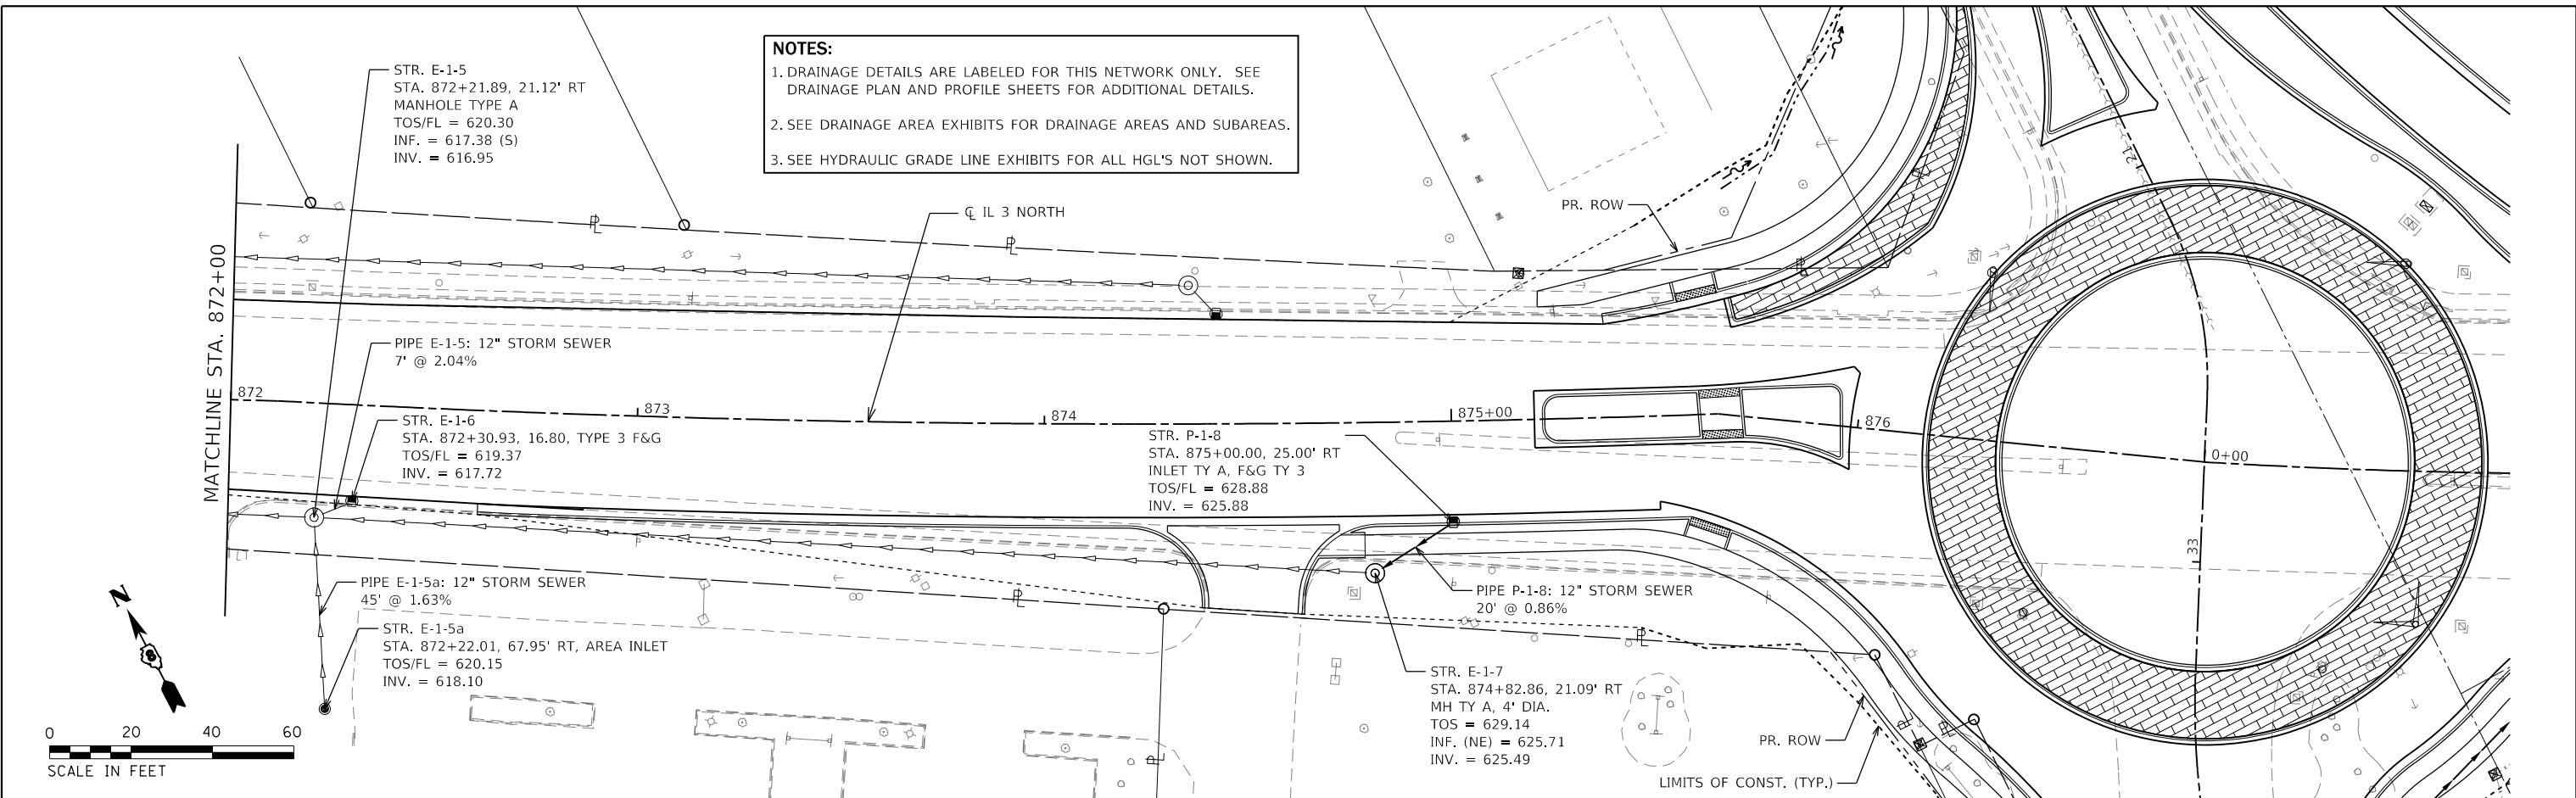 NOTES:
1. DRAINAGE DETAILS ARE LABELED FOR THIS NETWORK ONLY. SEE
DRAINAGE PLAN AND PROFILE SHEETS FOR ADDITIONAL DETAILS.
2. SEE DRAINAGE AREA EXHIBITS FOR DRAINAGE AREAS AND SUBAREAS.
3. SEE HYDRAULIC GRADE LINE EXHIBITS FOR ALL HGL'S NOT SHOWN.
STR. E-1-5
STA. 872+21.89, 21.12' RT
MANHOLE TYPE A
TOS/FL = 620.30
INF. = 617.38 (S)
INV. = 616.95
℄ IL 3 NORTH
PR. ROW
21
MATCHLINE STA. 872+00
PIPE E-1-5: 12" STORM SEWER
7' @ 2.04%
872
873
874
875+00
876
0+00
33
STR. E-1-6
STA. 872+30.93, 16.80, TYPE 3 F&G
TOS/FL = 619.37
INV. = 617.72
STR. P-1-8
STA. 875+00.00, 25.00' RT
INLET TY A, F&G TY 3
TOS/FL = 628.88
INV. = 625.88
PIPE E-1-5a: 12" STORM SEWER
45' @ 1.63%
PIPE P-1-8: 12" STORM SEWER
20' @ 0.86%
STR. E-1-5a
STA. 872+22.01, 67.95' RT, AREA INLET
TOS/FL = 620.15
INV. = 618.10
STR. E-1-7
STA. 874+82.86, 21.09' RT
MH TY A, 4' DIA.
TOS = 629.14
INF. (NE) = 625.71
INV. = 625.49
PR. ROW
LIMITS OF CONST. (TYP.)
N
0 20 40 60
SCALE IN FEET